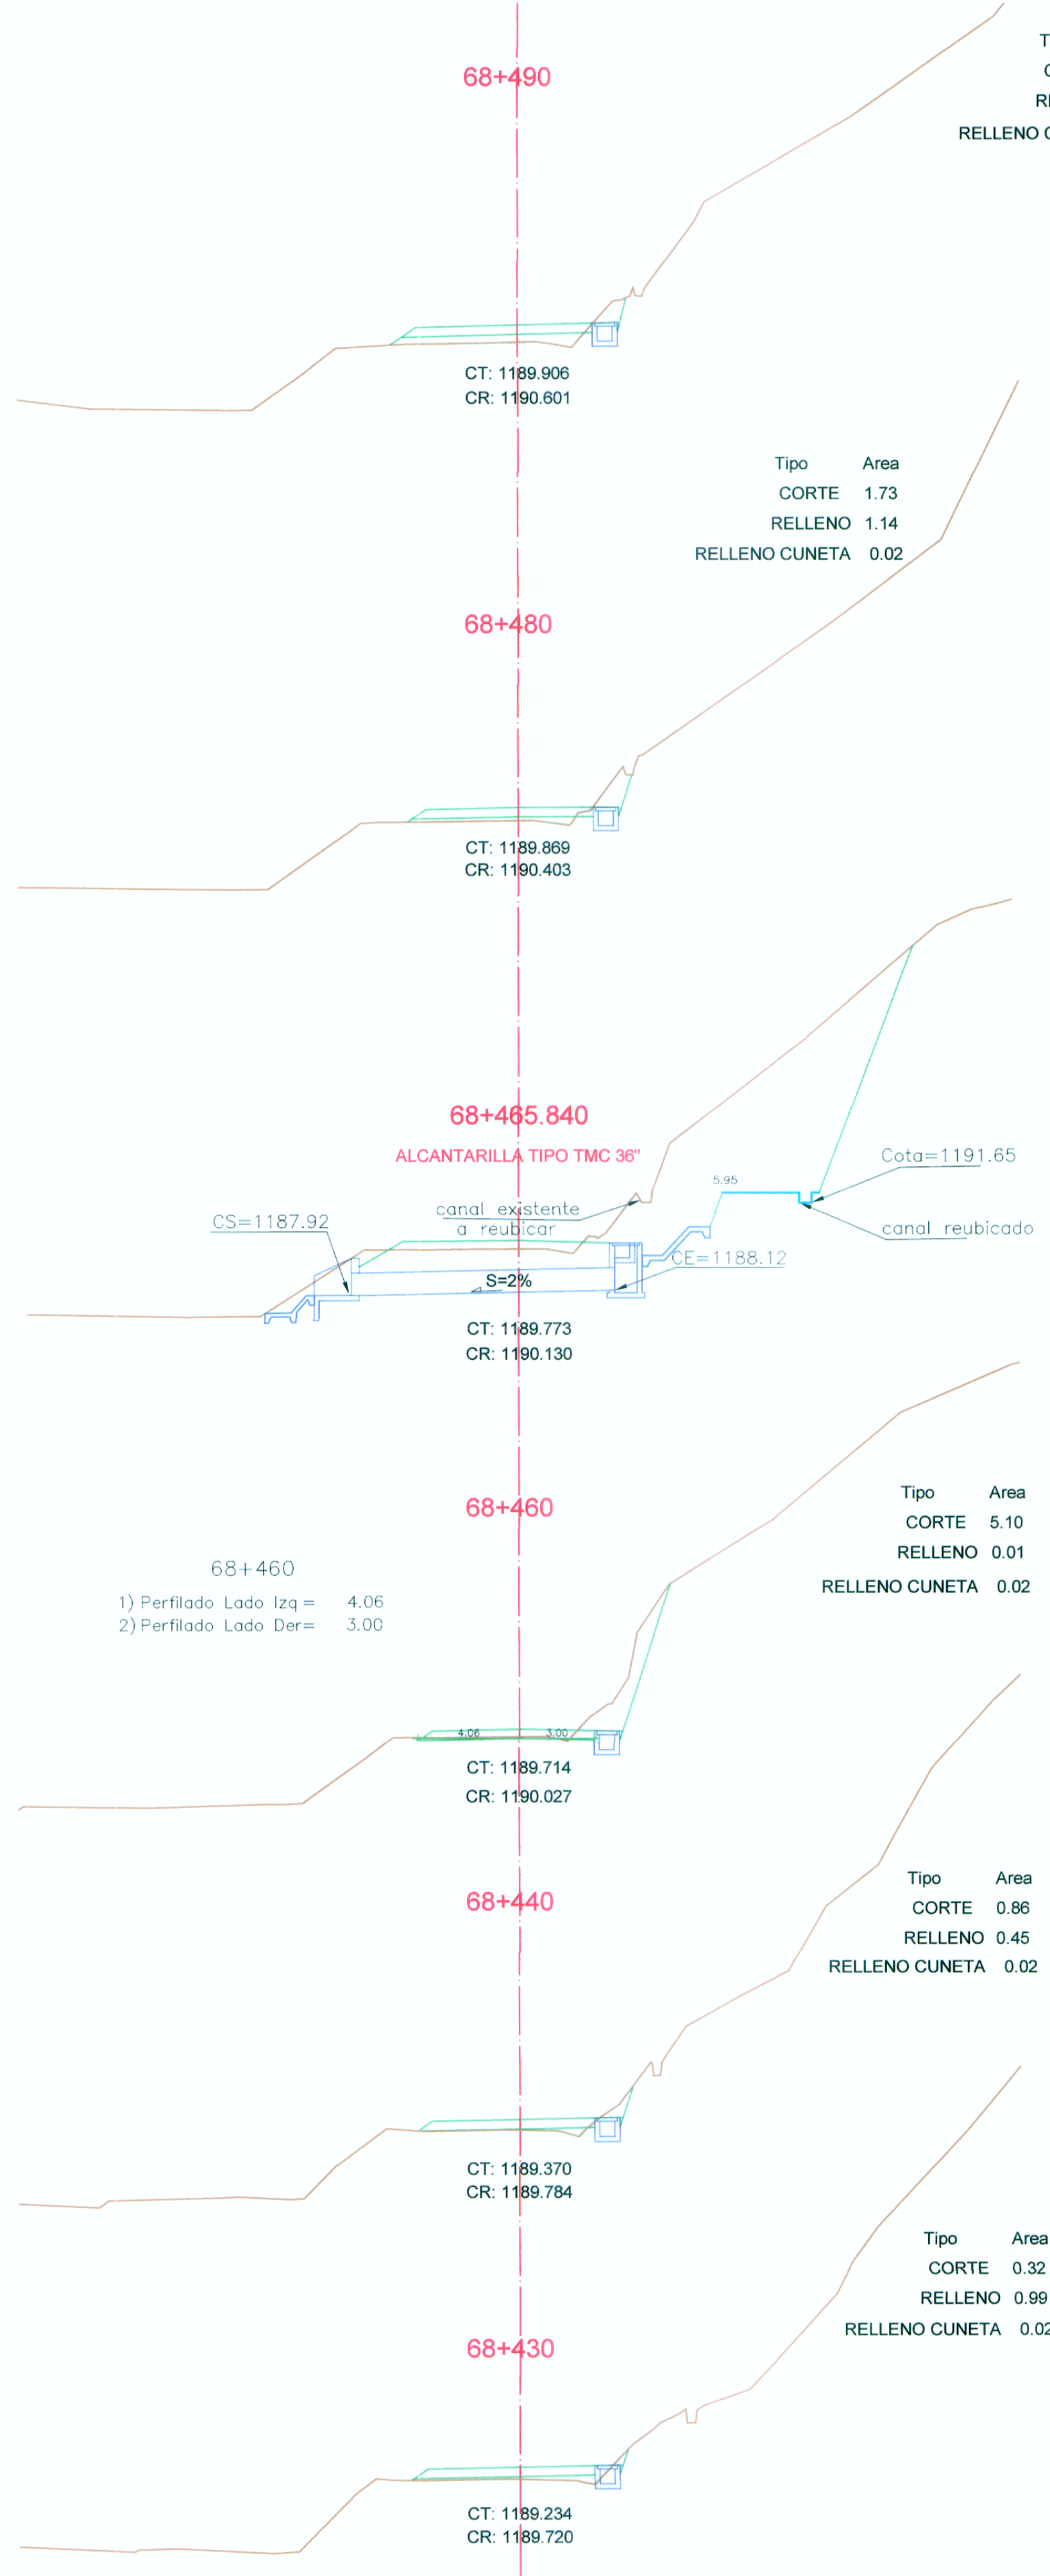 68+490
RELLENO
CT: 1189.906
CR: 1190.601
Tipo Area
CORTE 1.73
RELLENO 1.14
RELLENO CUNETA 0.02
68+480
CT: 1189.869
CR: 1190.403
68+465.840
ALCANTARILLA TIPO TMC 36"
Cota=1191.65
5.95
canal existente
a reubicar
CS=1187.92
canal reubicado
CE=1188.12
S=2%
CT: 1189.773
CR: 1190.130
68+460
Tipo Area
CORTE 5.10
RELLENO 0.01
RELLENO CUNETA 0.02
68+460
1) Perfilado Lado Izq = 4.06
2) Perfilado Lado Der= 3.00
4.06 3.00
CT: 1189.714
CR: 1190.027
68+440
Tipo Area
CORTE 0.86
RELLENO 0.45
RELLENO CUNETA 0.02
CT: 1189.370
CR: 1189.784
Tipo Area
CORTE 0.32
RELLENO 0.99
RELLENO CUNETA 0.02
68+430
CT: 1189.234
CR: 1189.720